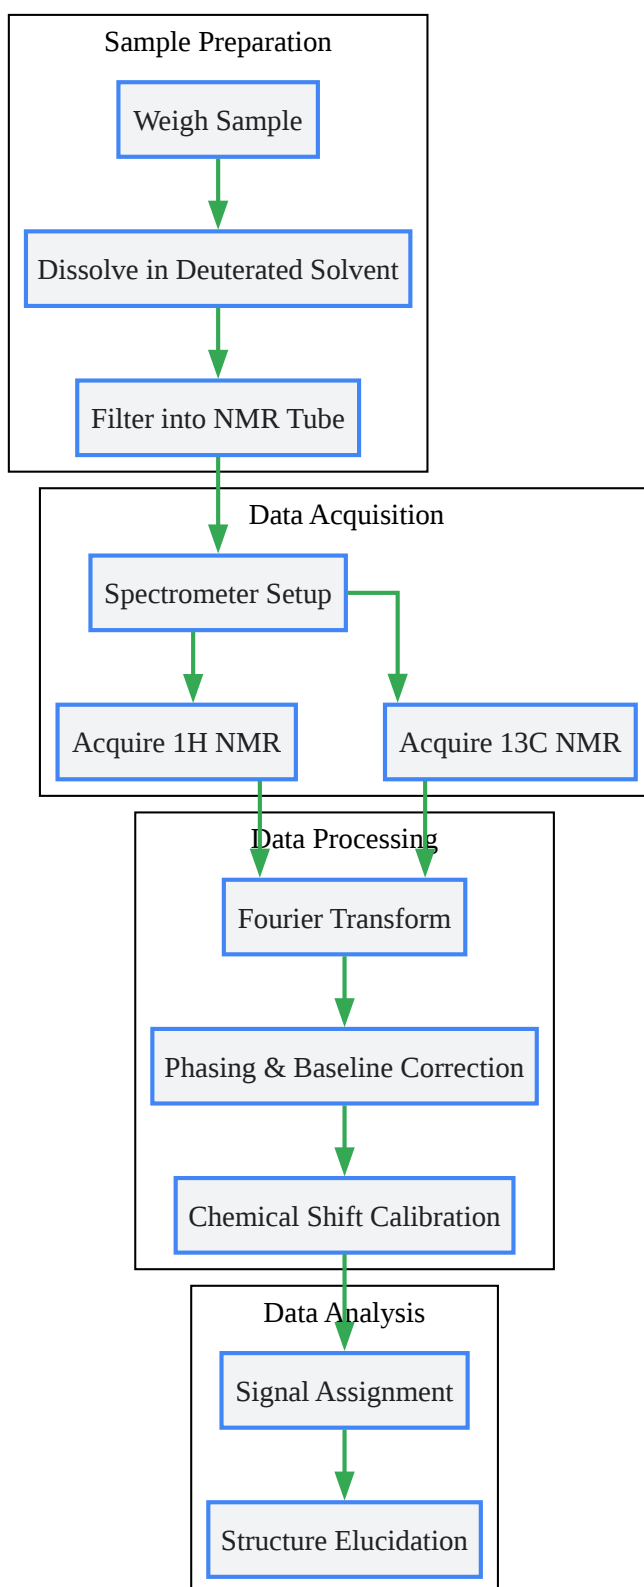 Sample Preparation
Weigh Sample
Dissolve in Deuterated Solvent
Filter into NMR Tube
Data Acquisition
Spectrometer Setup
Acquire 1H NMR
Acquire 13C NMR
Data Processing
Fourier Transform
Phasing & Baseline Correction
Chemical Shift Calibration
Data Analysis
Signal Assignment
Structure Elucidation